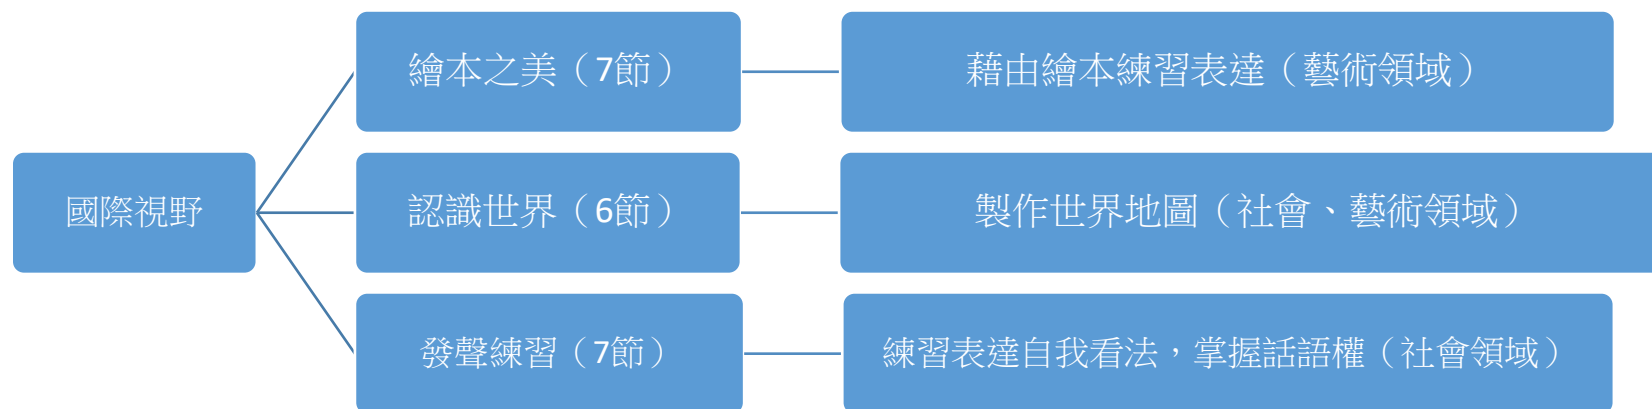 繪本之美（7節）
藉由繪本練習表達（藝術領域）
國際視野
認識世界（6節）
製作世界地圖（社會、藝術領域）
發聲練習（7節）
練習表達自我看法，掌握話語權（社會領域）